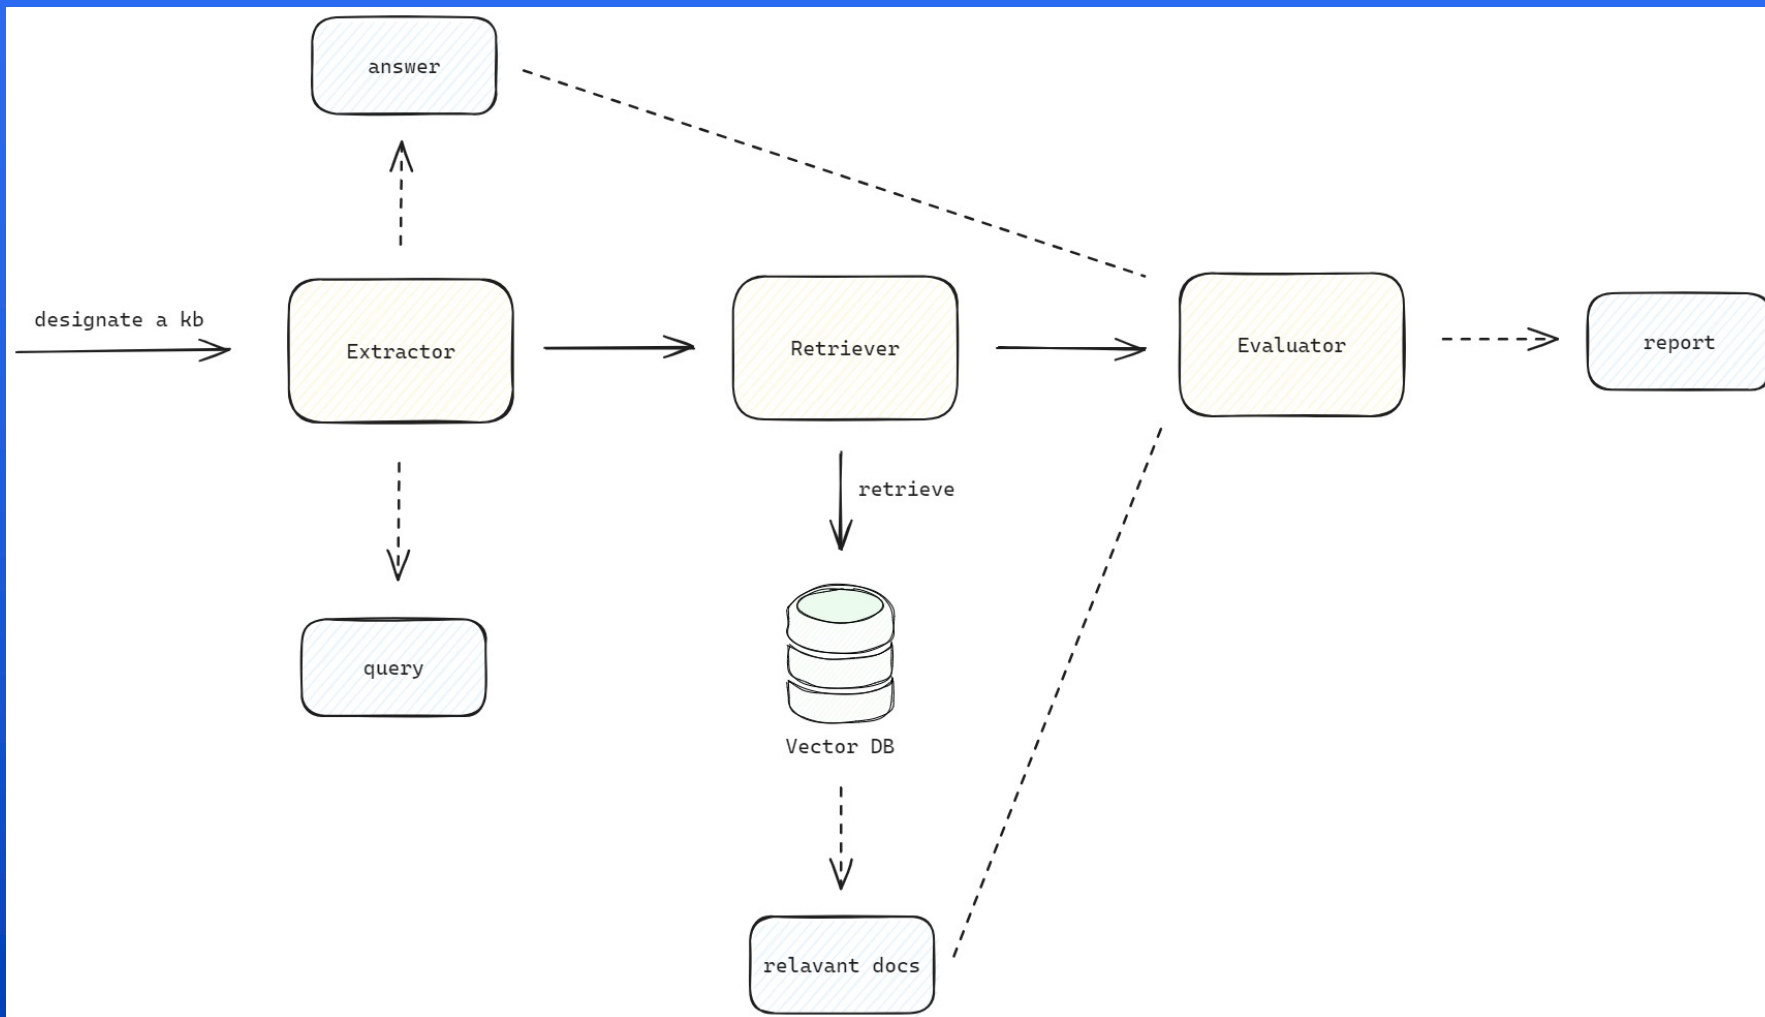 answer
designate a kb
Extractor
Retriever
Evaluator
report
retrieve
query
Vector DB
relavant docs